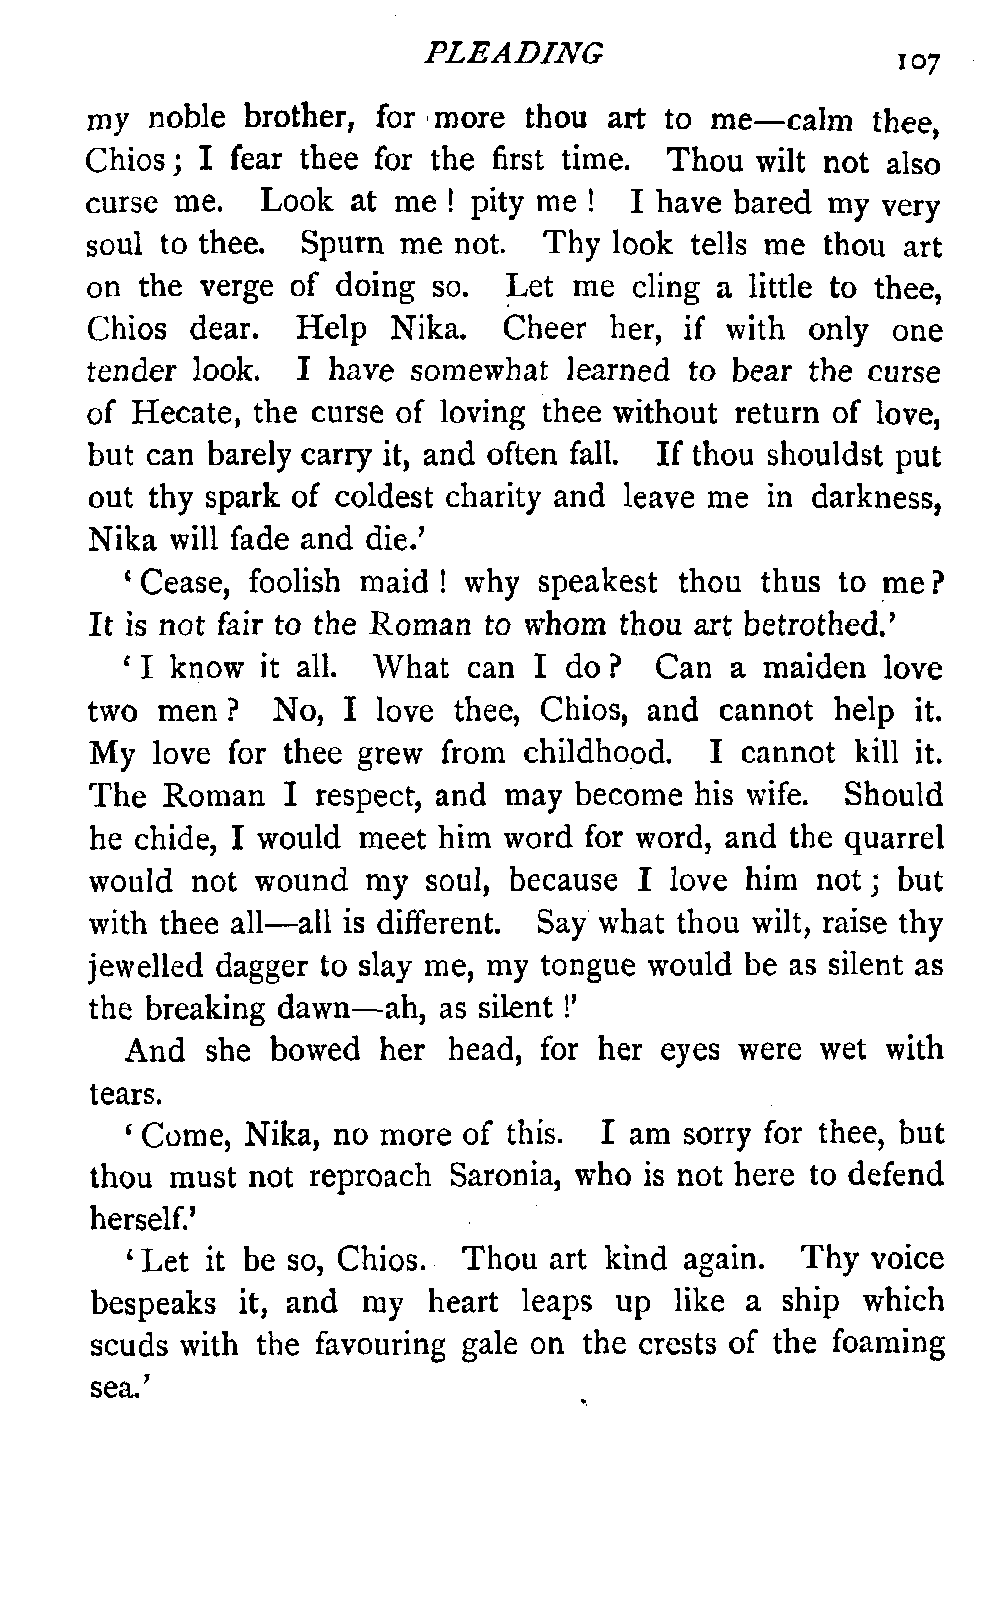 PLEADING 107
my noble brother, for more thou art to me—calm thee,
Chios; I fear thee for the first time. Thou wilt not also
curse me. Look at me! pity me! I have bared my very
soul to thee. Spurn me not. Thy look tells me thou art
on the verge of doing so. Let me cling a little to thee,
Chios dear. Help Nika. Cheer her, if with only one
tender look. I have somewhat learned to bear the curse
of Hecate, the curse of loving thee without return of love,
but can barely carry it, and often fall. If thou shouldst put
out thy spark of coldest charity and leave me in darkness,
Nika will fade and die.'
'Cease, foolish maid! why speakest thou thus to me?
It is not fair to the Roman to whom thou art betrothed.'
'I know it all. What can I do? Can a maiden love
two men? No, I love thee, Chios, and cannot help it.
My love for thee grew from childhood. I cannot kill it.
The Roman I respect, and may become his wife. Should
he chide, I would meet him word for word, and the quarrel
would not wound my soul, because I love him not; but
with thee all—all is different. Say what thou wilt, raise thy
jewelled dagger to slay me, my tongue would be as silent as
the breaking dawn—ah, as silent!'
And she bowed her head, for her eyes were wet with
tears.
'Come, Nika, no more of this. I am sorry for thee, but
thou must not reproach Saronia, who is not here to defend
herself.'
'Let it be so, Chios. Thou art kind again. Thy voice
bespeaks it, and my heart leaps up like a ship which
scuds with the favouring gale on the crests of the foaming
sea.'